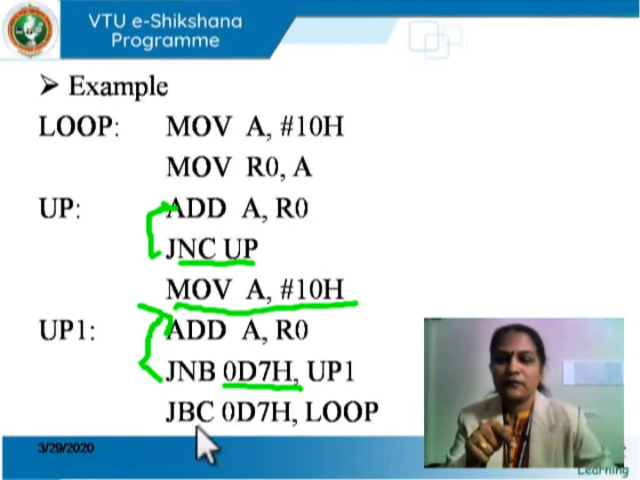 VTU e-Shikshana
Programme
➢ Example
LOOP: MOV A, #10H
MOV R0, A
UP: ADD A, R0
JNC UP
MOV A, #10H
UP1: ADD A, R0
JNB 0D7H, UP1
JBC 0D7H, LOOP
3/29/2020
Learning